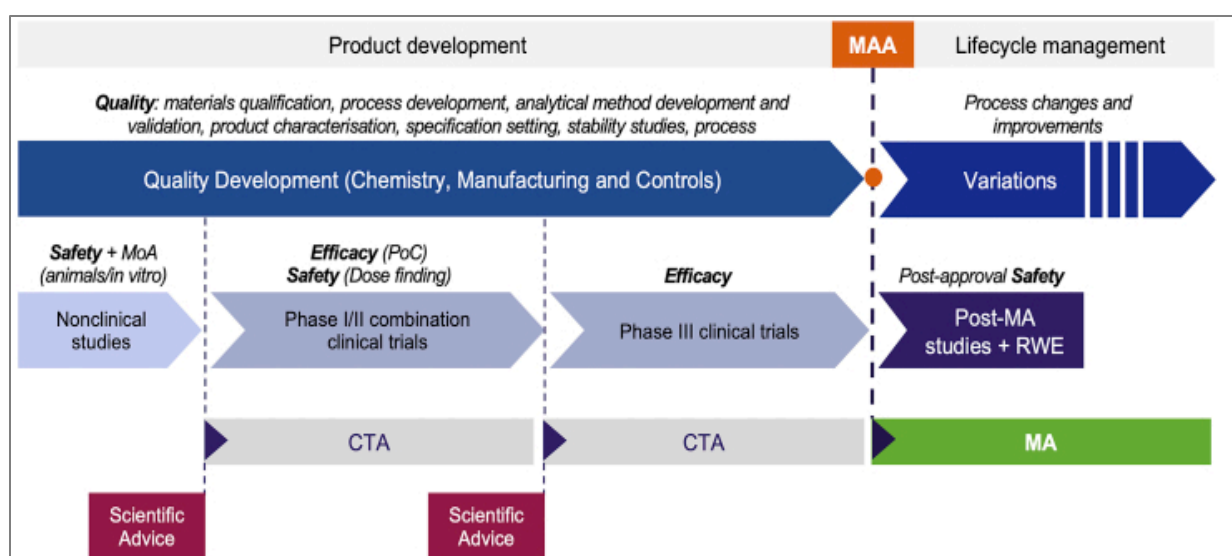 Product development
MAA
Lifecycle management
Quality: materials qualification, process development, analytical method development and
validation, product characterisation, specification setting, stability studies, process
Process changes and
improvements
Quality Development (Chemistry, Manufacturing and Controls)
Variations
Safety + MoA
(animals/in vitro)
Efficacy (PoC)
Safety (Dose finding)
Efficacy
Post-approval Safety
Nonclinical
studies
Phase I/II combination
clinical trials
Phase III clinical trials
Post-MA
studies + RWE
CTA
CTA
MA
Scientific
Advice
Scientific
Advice